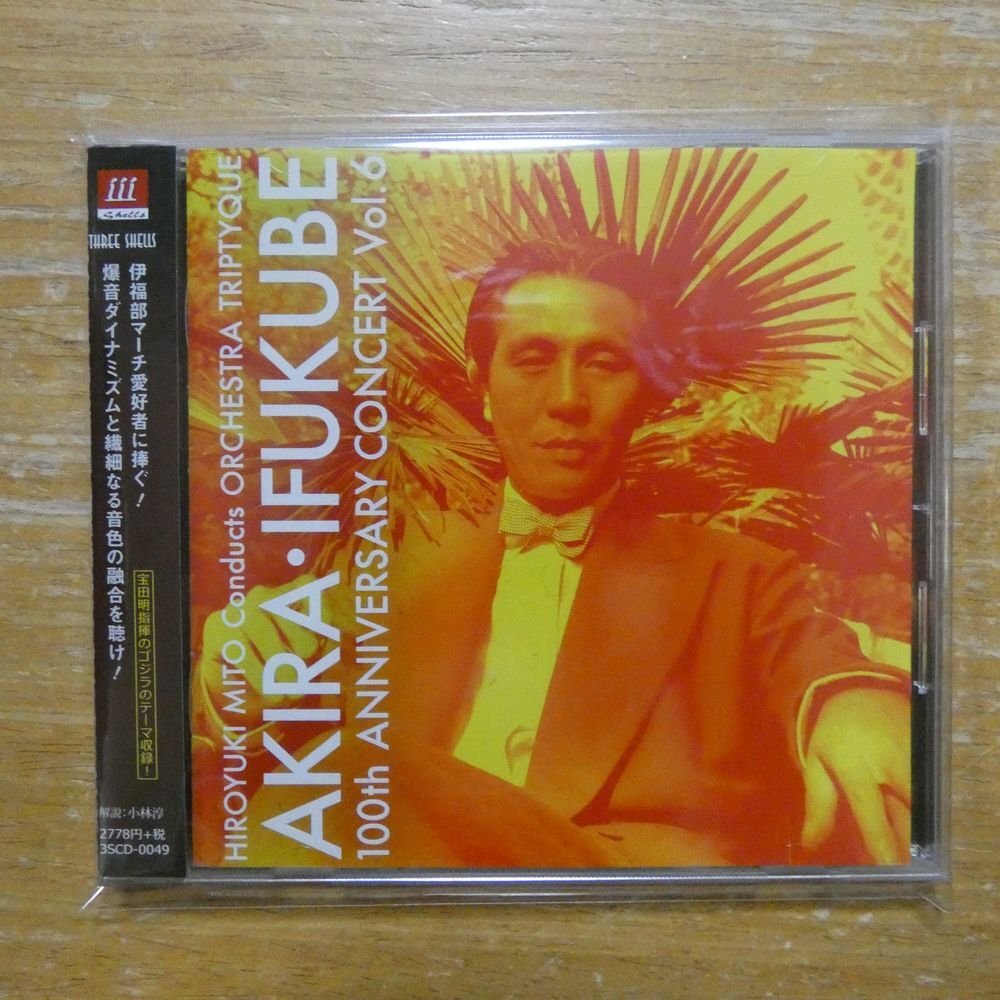 iii
Shells
THREE SHELLS
伊福部マーチ愛好者に捧ぐ！
爆音ダイナミズムと繊細なる音色の融合を聴け！
宝田明指揮のゴジラのテーマ収録！
解説：小林淳
2778円+税
3SCD-0049
HIROYUKI MITO Conducts ORCHESTRA TRIPTYQUE
AKIRA・IFUKUBE
100th ANNIVERSARY CONCERT Vol.6